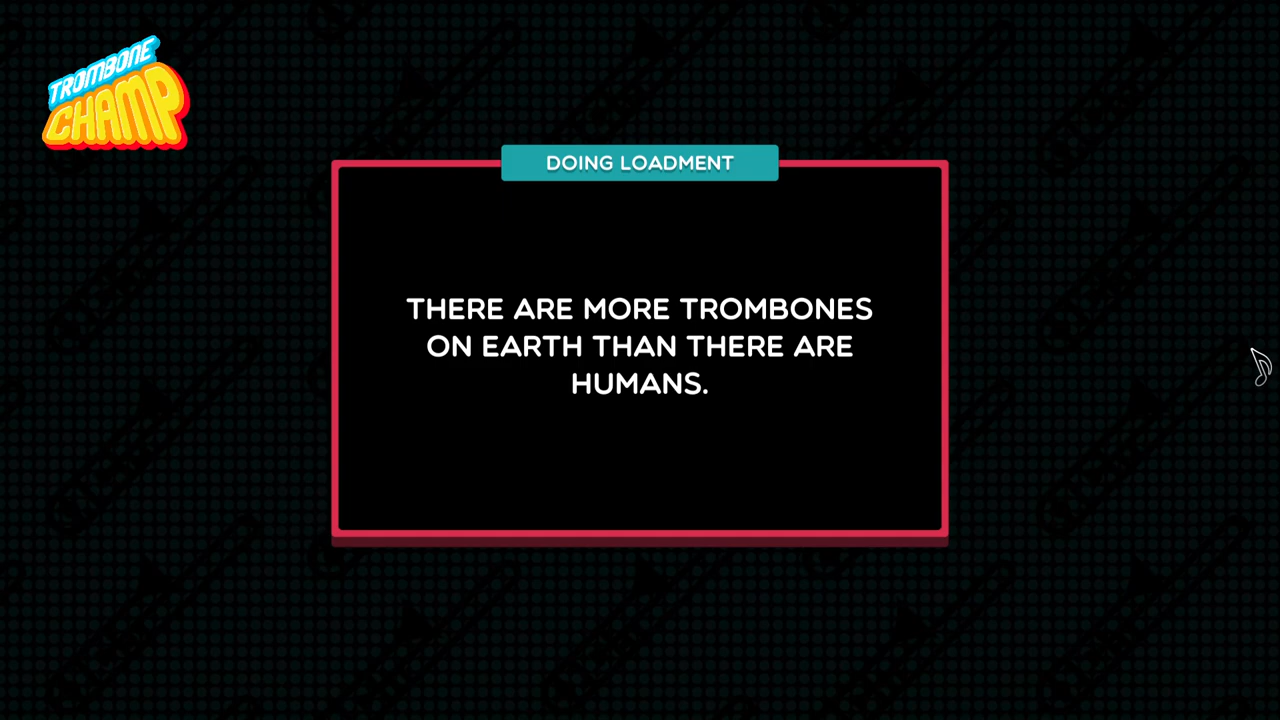 TROMBONE
CHAMP
DOING LOADMENT
THERE ARE MORE TROMBONES
ON EARTH THAN THERE ARE
HUMANS.